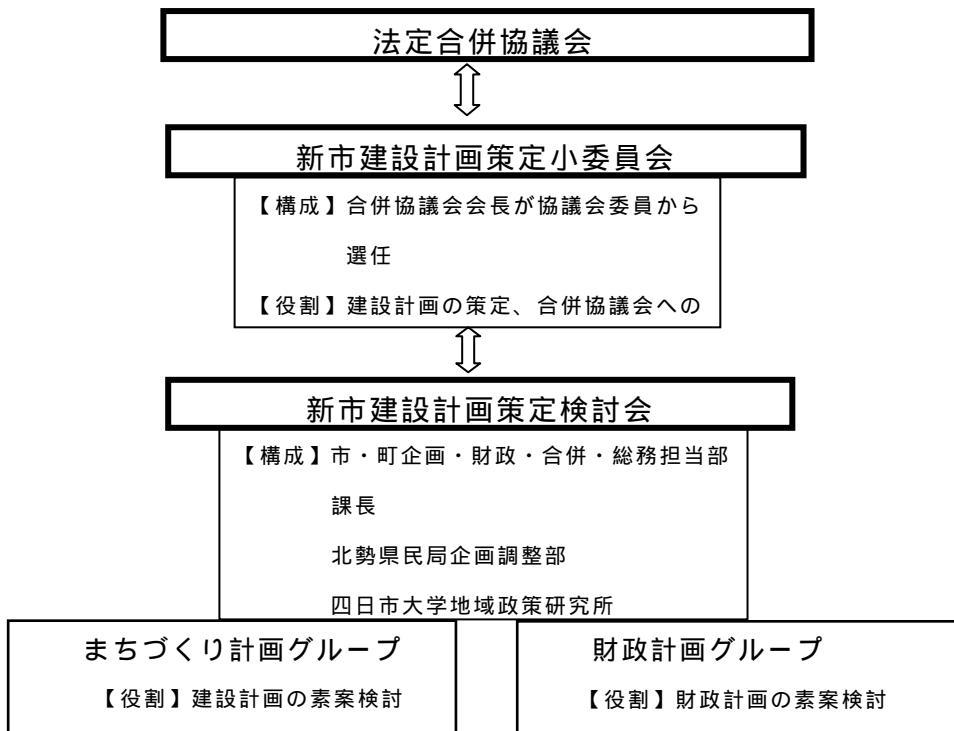 法定合併協議会
新市建設計画策定小委員会
【構成】合併協議会会長が協議会委員から
選任
【役割】建設計画の策定、合併協議会への
新市建設計画策定検討会
【構成】市・町企画・財政・合併・総務担当部
課長
北勢県民局企画調整部
四日市大学地域政策研究所
まちづくり計画グループ
【役割】建設計画の素案検討
財政計画グループ
【役割】財政計画の素案検討